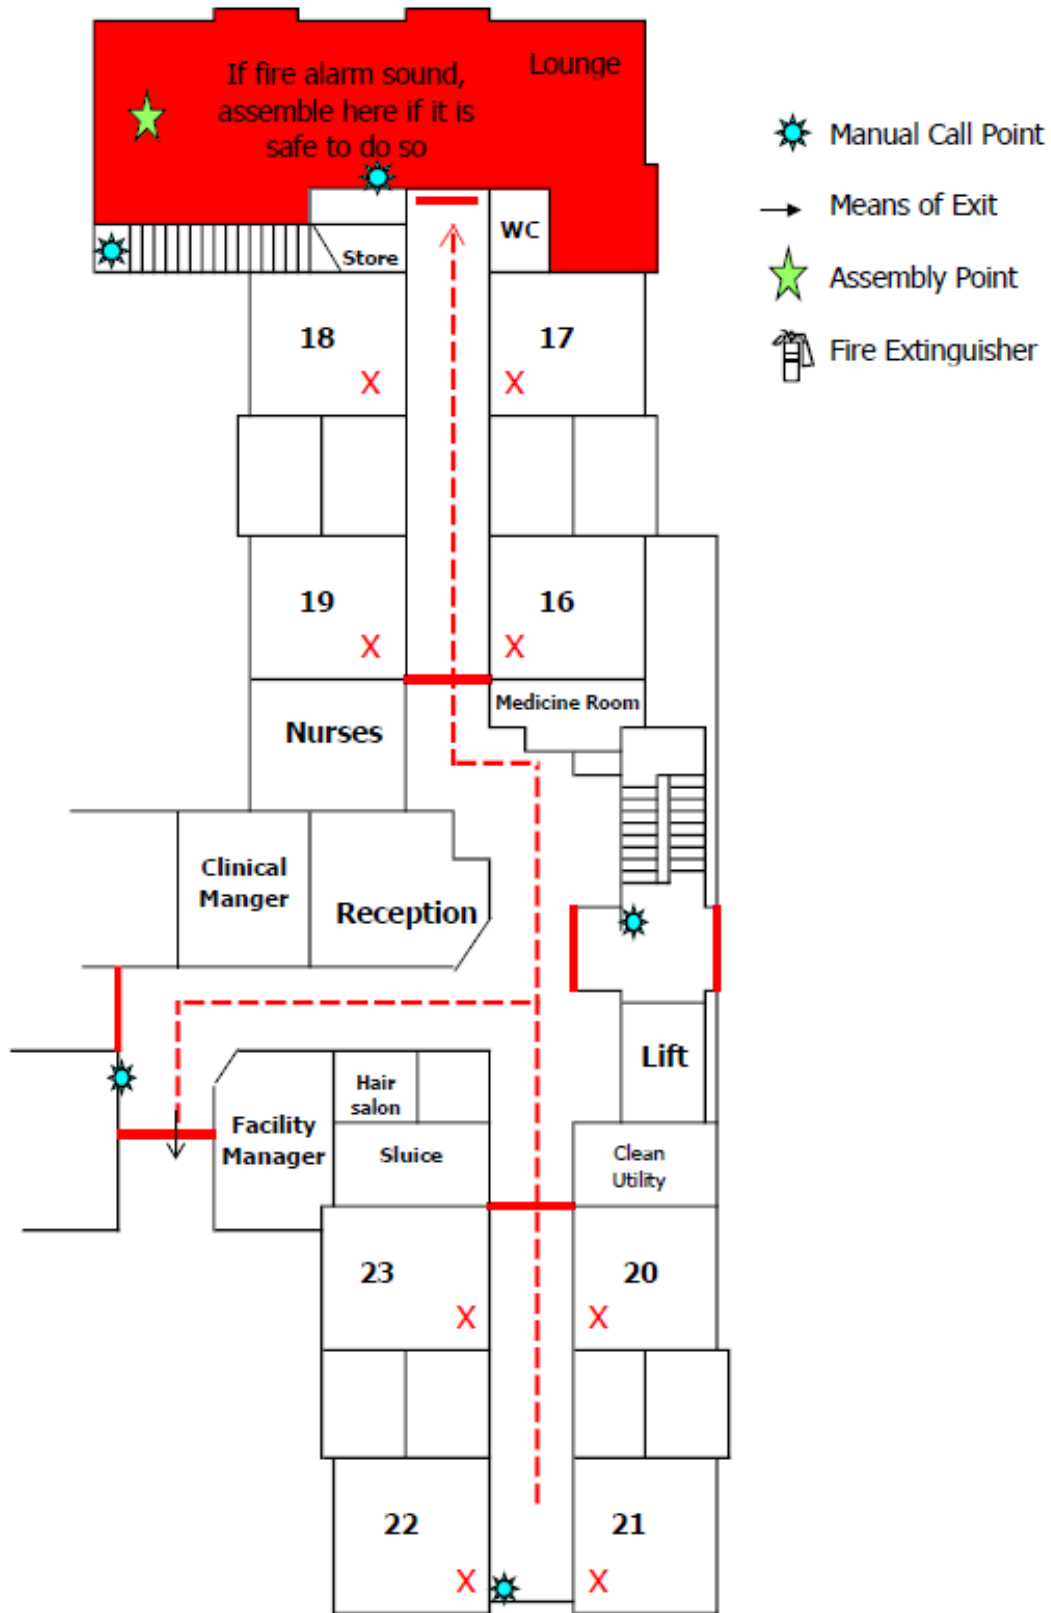 If fire alarm sound,
assemble here if it is
safe to do so
Lounge
Manual Call Point
Means of Exit
Assembly Point
Fire Extinguisher
WC
Store
18
17
X
X
19
16
X
X
Medicine Room
Nurses
Clinical
Manger
Reception
Lift
Hair
salon
Facility
Manager
Sluice
Clean
Utility
23
20
X
X
22
21
X
X